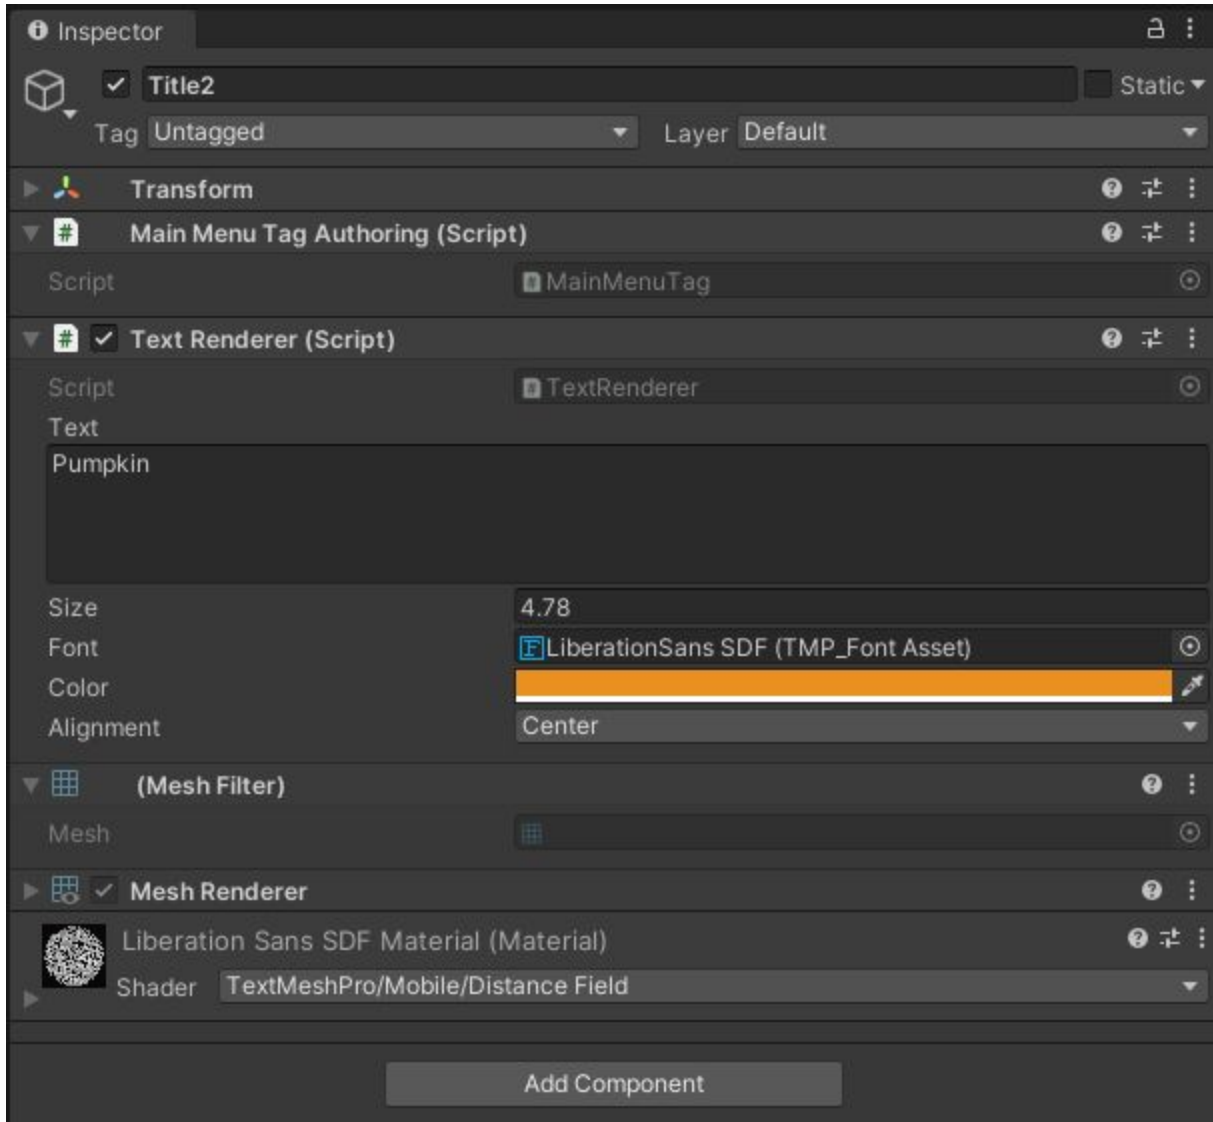 Inspector
Title2
Static
Tag Untagged Layer Default
Transform
Main Menu Tag Authoring (Script)
Script MainMenuTag
Text Renderer (Script)
Script TextRenderer
Text
Pumpkin
Size 4.78
Font LiberationSans SDF (TMP_Font Asset)
Color
Alignment Center
(Mesh Filter)
Mesh
Mesh Renderer
Liberation Sans SDF Material (Material)
Shader TextMeshPro/Mobile/Distance Field
Add Component